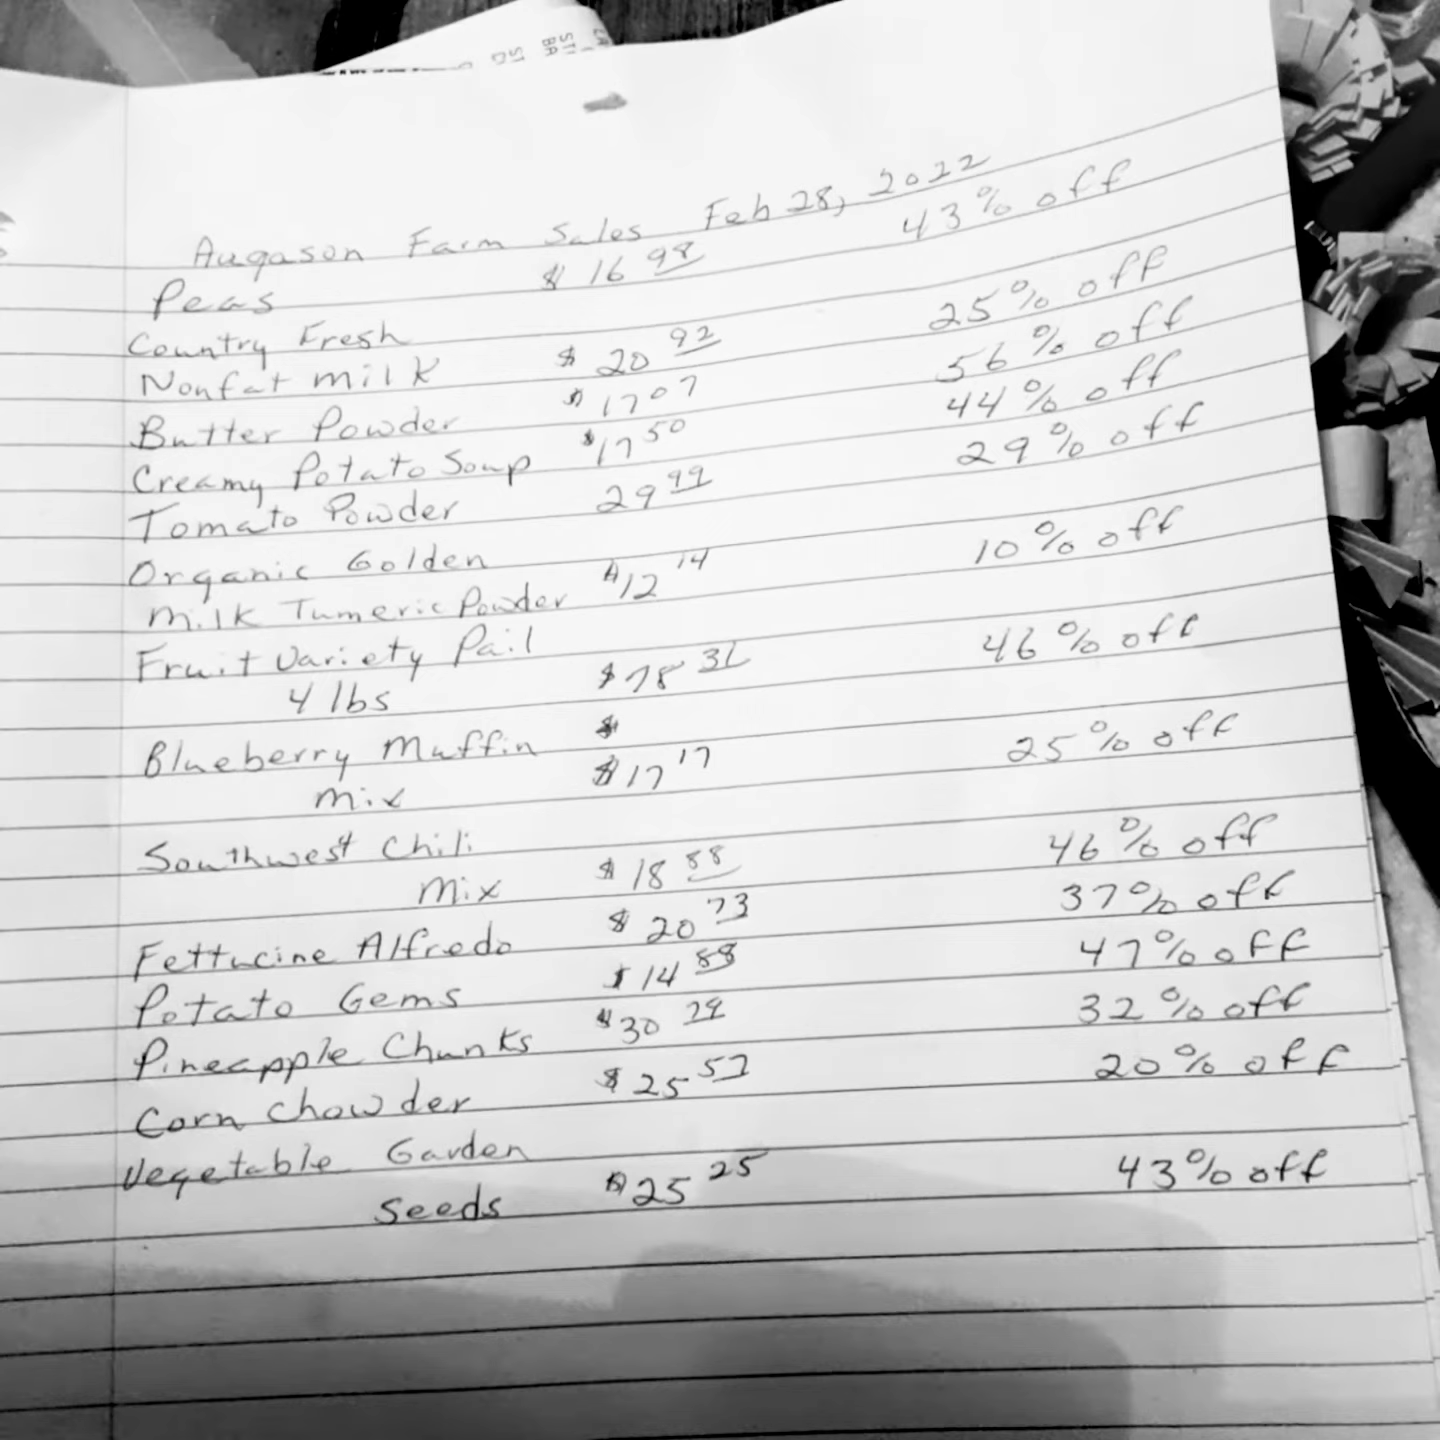 Augason Farm Sales Feb 28, 2022
Peas $16 98 43% off
Country Fresh
Nonfat milk $20 92 25% off
Butter Powder $17 07 56% off
Creamy Potato Soup $17 50 44% off
Tomato Powder 29 99 29% off
Organic Golden
Milk Tumeric Powder $12 14 10% off
Fruit Variety Pail
4 lbs $78 36% off
Blueberry Muffin $
Mix $17 17 25% off
Southwest Chili
Mix $18 88 46% off
Fettucine Alfredo $20 73 37% off
Potato Gems $14 88 47% off
Pineapple Chunks $30 29 32% off
Corn Chowder $25 57 20% off
Vegetable Garden
Seeds $25 25 43% off